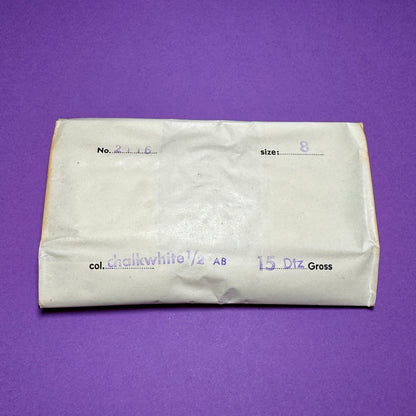 No. 2116 size: 8
col. chalkwhite 1/2 AB 15 Dtz. Gross